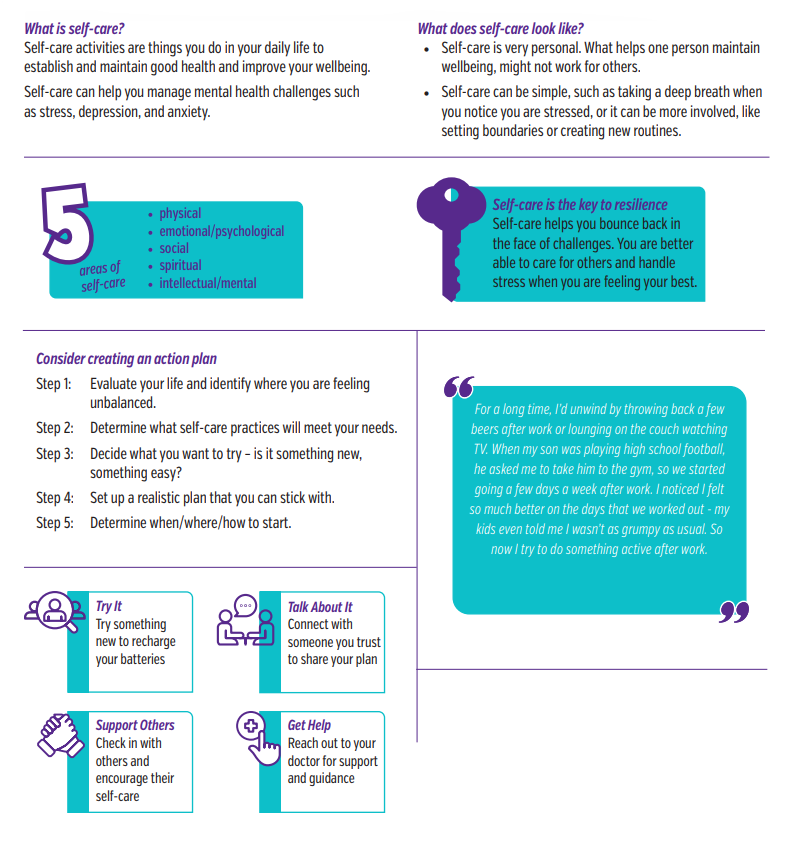 What is self-care?
Self-care activities are things you do in your daily life to
establish and maintain good health and improve your wellbeing.
Self-care can help you manage mental health challenges such
as stress, depression, and anxiety.
What does self-care look like?
• Self-care is very personal. What helps one person maintain
wellbeing, might not work for others.
• Self-care can be simple, such as taking a deep breath when
you notice you are stressed, or it can be more involved, like
setting boundaries or creating new routines.
5
areas of
self-care
• physical
• emotional/psychological
• social
• spiritual
• intellectual/mental
Self-care is the key to resilience
Self-care helps you bounce back in
the face of challenges. You are better
able to care for others and handle
stress when you are feeling your best.
Consider creating an action plan
Step 1: Evaluate your life and identify where you are feeling
unbalanced.
Step 2: Determine what self-care practices will meet your needs.
Step 3: Decide what you want to try – is it something new,
something easy?
Step 4: Set up a realistic plan that you can stick with.
Step 5: Determine when/where/how to start.
“
For a long time, I’d unwind by throwing back a few
beers after work or lounging on the couch watching
TV. When my son was playing high school football,
he asked me to take him to the gym, so we started
going a few days a week after work. I noticed I felt
so much better on the days that we worked out - my
kids even told me I wasn’t as grumpy as usual. So
now I try to do something active after work.
”
Try It
Try something
new to recharge
your batteries
Talk About It
Connect with
someone you trust
to share your plan
Support Others
Check in with
others and
encourage their
self-care
Get Help
Reach out to your
doctor for support
and guidance